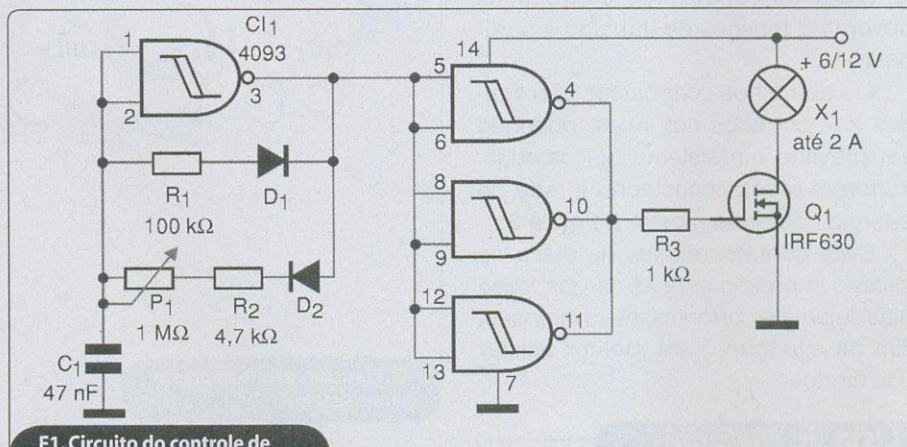 CI1
4093
1
2
3
R1
100 kΩ
D1
P1
1 MΩ
R2
4,7 kΩ
D2
C1
47 nF
14
5
6
4
8
9
10
12
13
11
7
R3
1 kΩ
Q1
IRF630
+ 6/12 V
X1
até 2 A
F1. Circuito do controle de